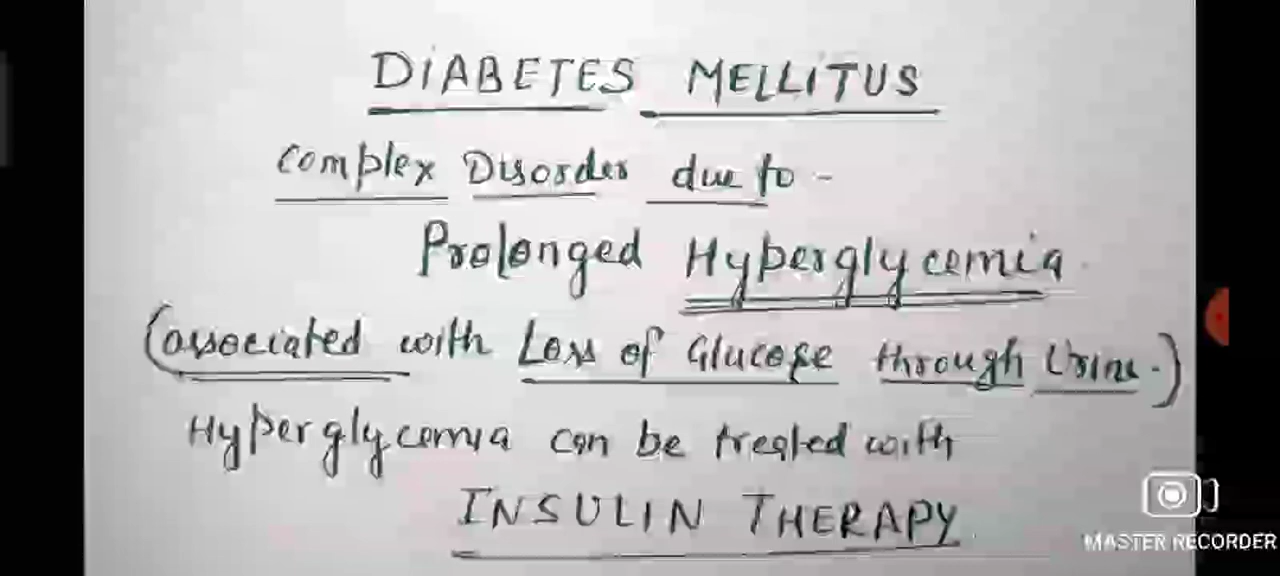 DiABETES MELLITUS
Complex Disorder due to -
Prolonged Hyperglycemia.
(associated with Loss of Glucose through Urine.)
Hyperglycemia can be treated with
INSULIN THERAPY
MASTER RECORDER